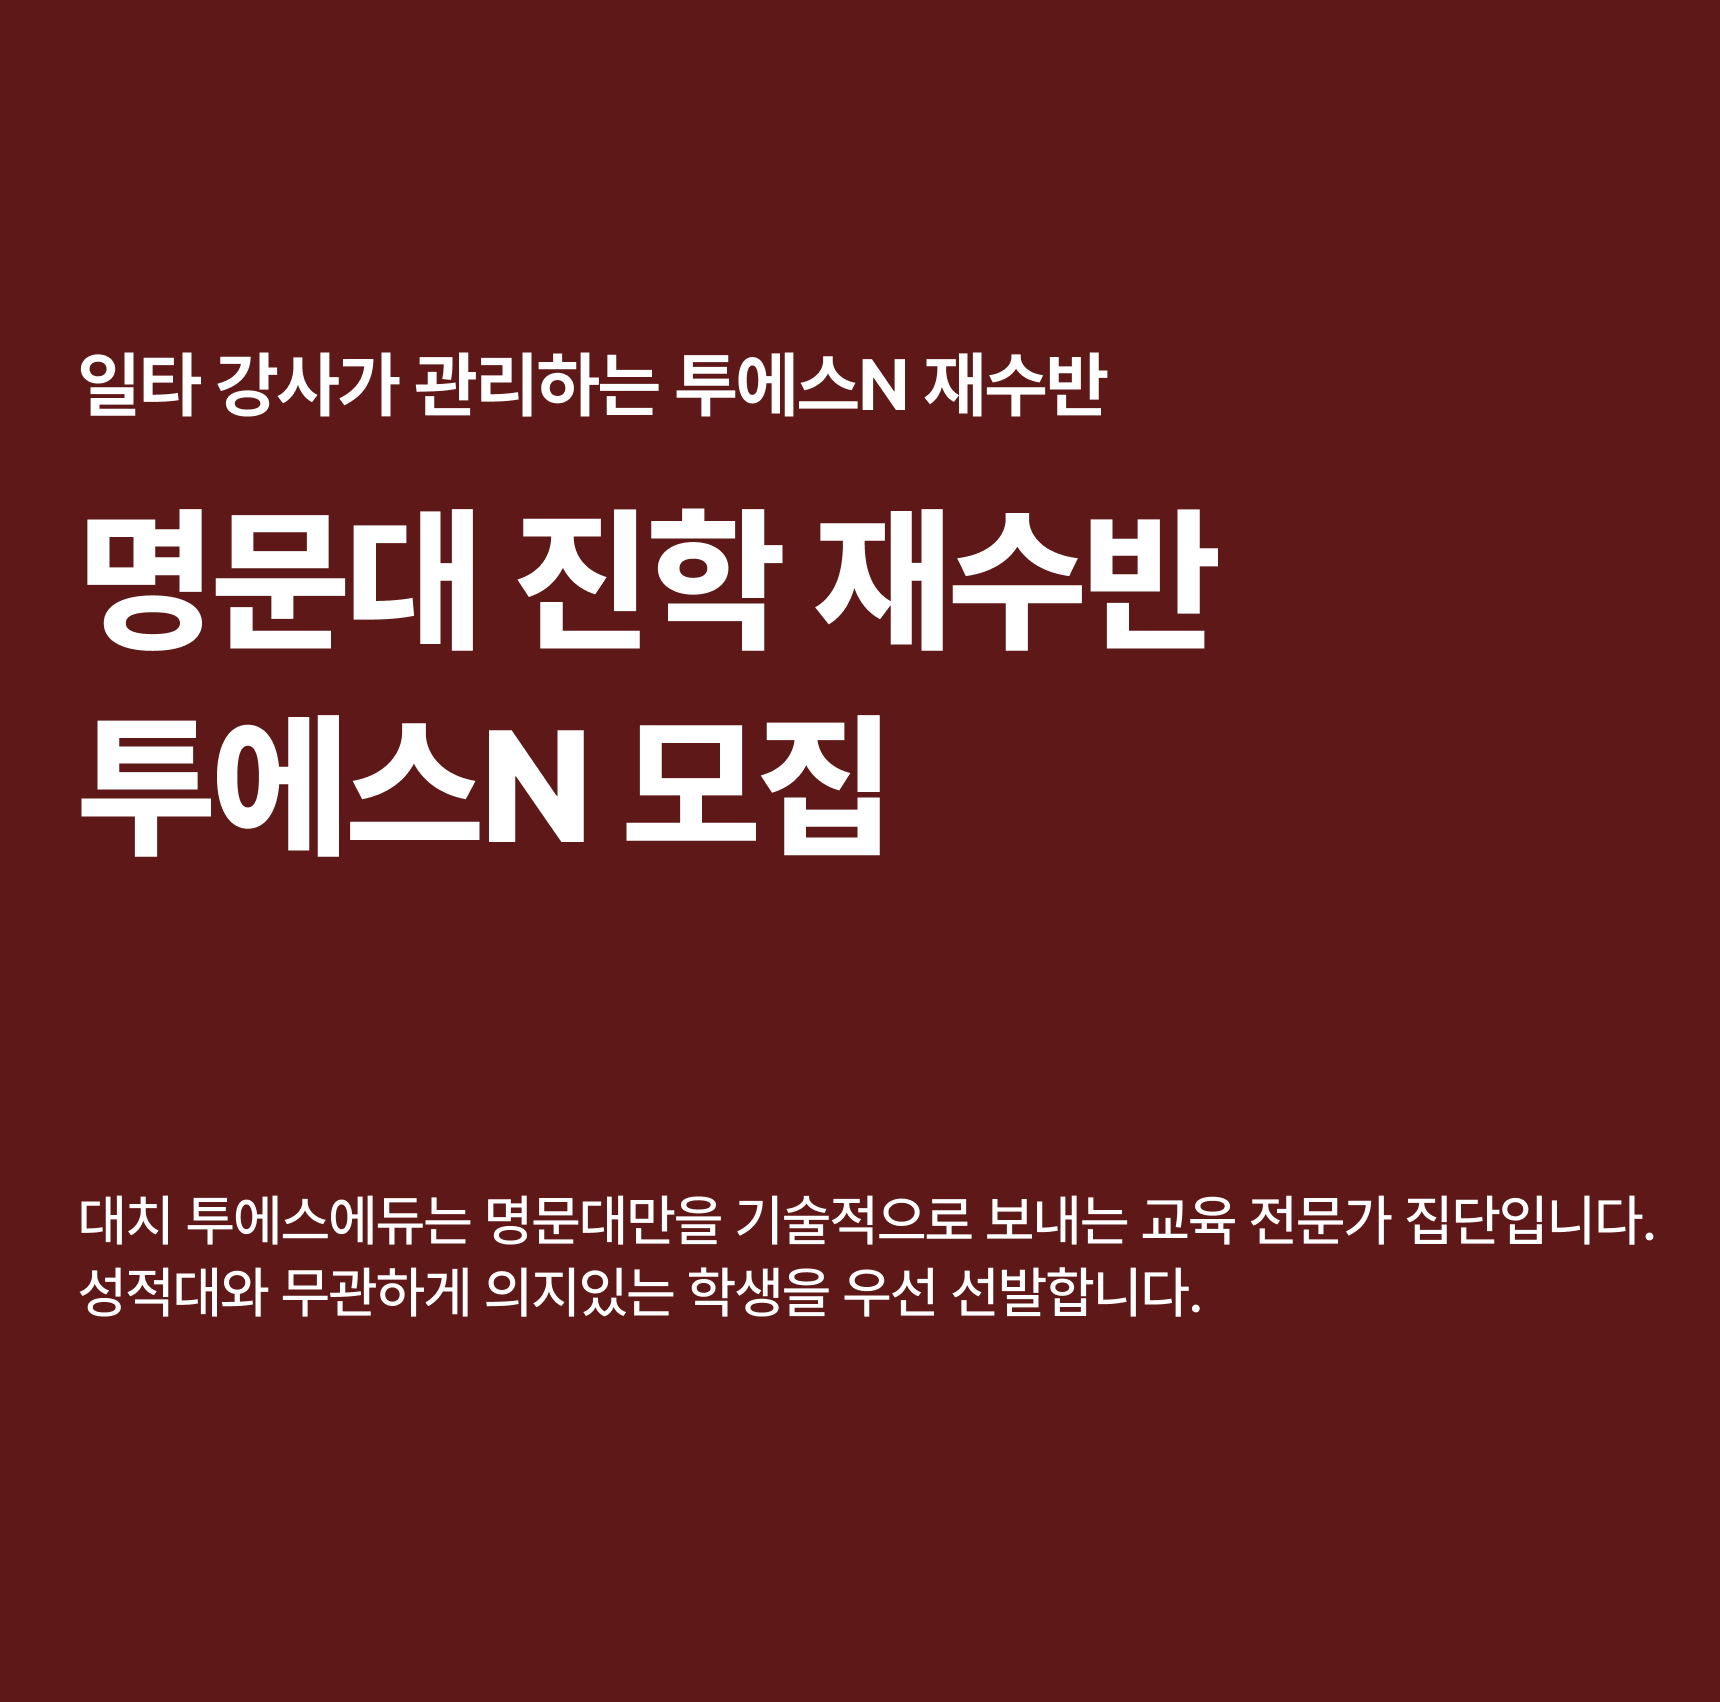 일타 강사가 관리하는 투에스N 재수반
명문대 진학 재수반
투에스N 모집
대치 투에스에듀는 명문대만을 기술적으로 보내는 교육 전문가 집단입니다.
성적대와 무관하게 의지있는 학생을 우선 선발합니다.